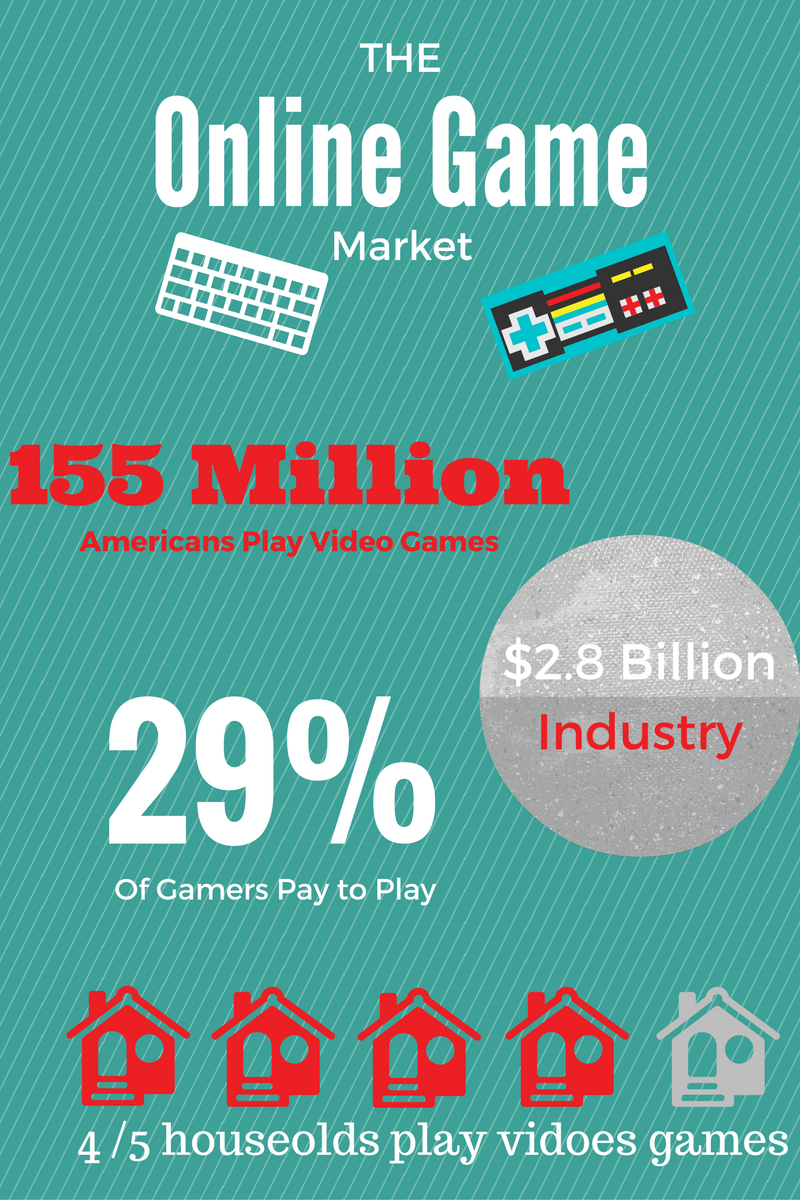 THE
Online Game
Market
155 Million
Americans Play Video Games
$2.8 Billion
Industry
29%
Of Gamers Pay to Play
4 /5 houseolds play vidoes games